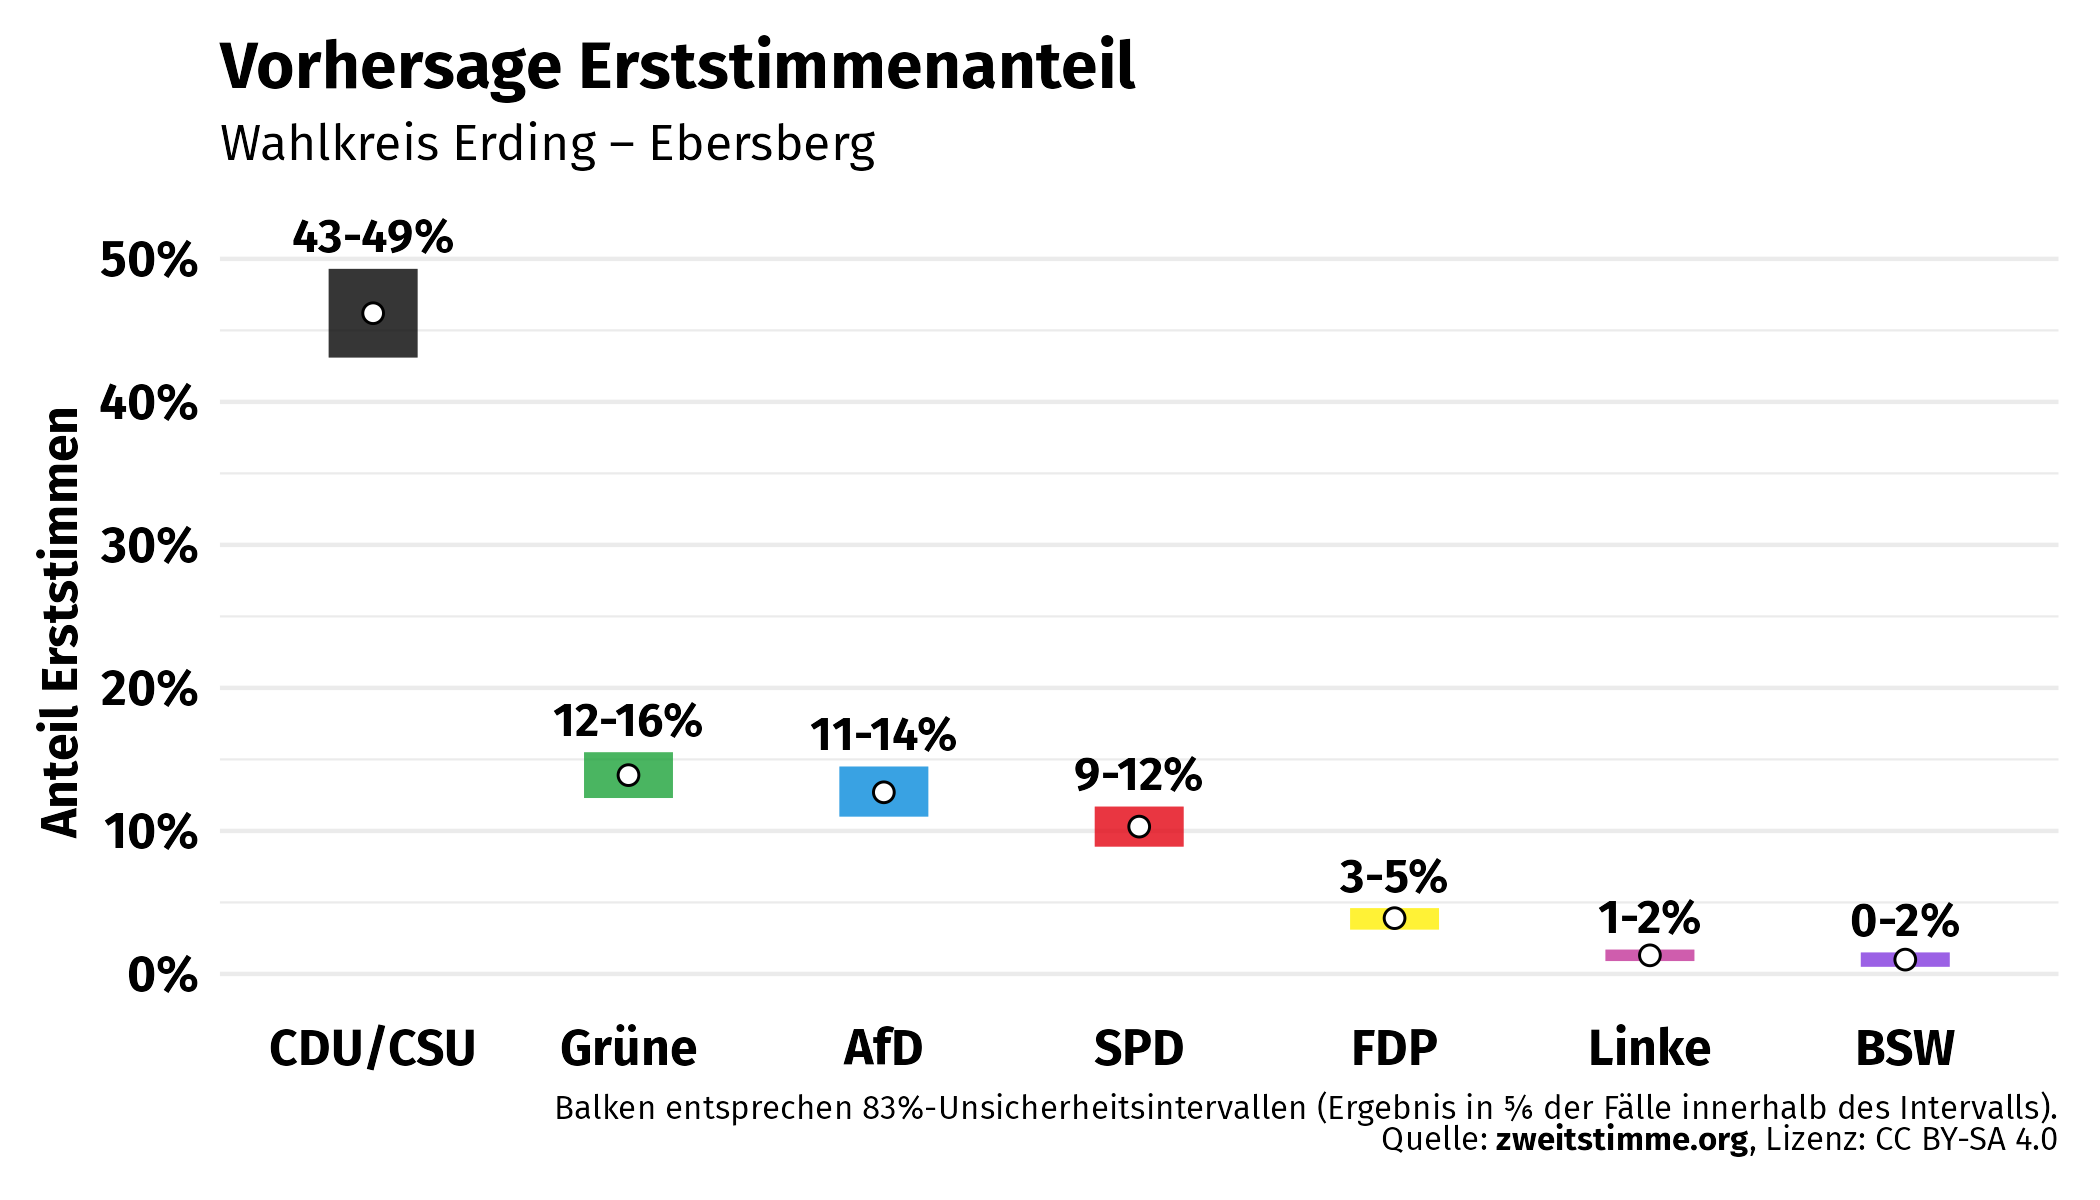 Vorhersage Erststimmenanteil
Wahlkreis Erding – Ebersberg
Anteil Erststimmen
50%
40%
30%
20%
10%
0%
43-49%
12-16%
11-14%
9-12%
3-5%
1-2%
0-2%
CDU/CSU Grüne AfD SPD FDP Linke BSW
Balken entsprechen 83%-Unsicherheitsintervallen (Ergebnis in ⅚ der Fälle innerhalb des Intervalls).
Quelle: zweitstimme.org, Lizenz: CC BY-SA 4.0